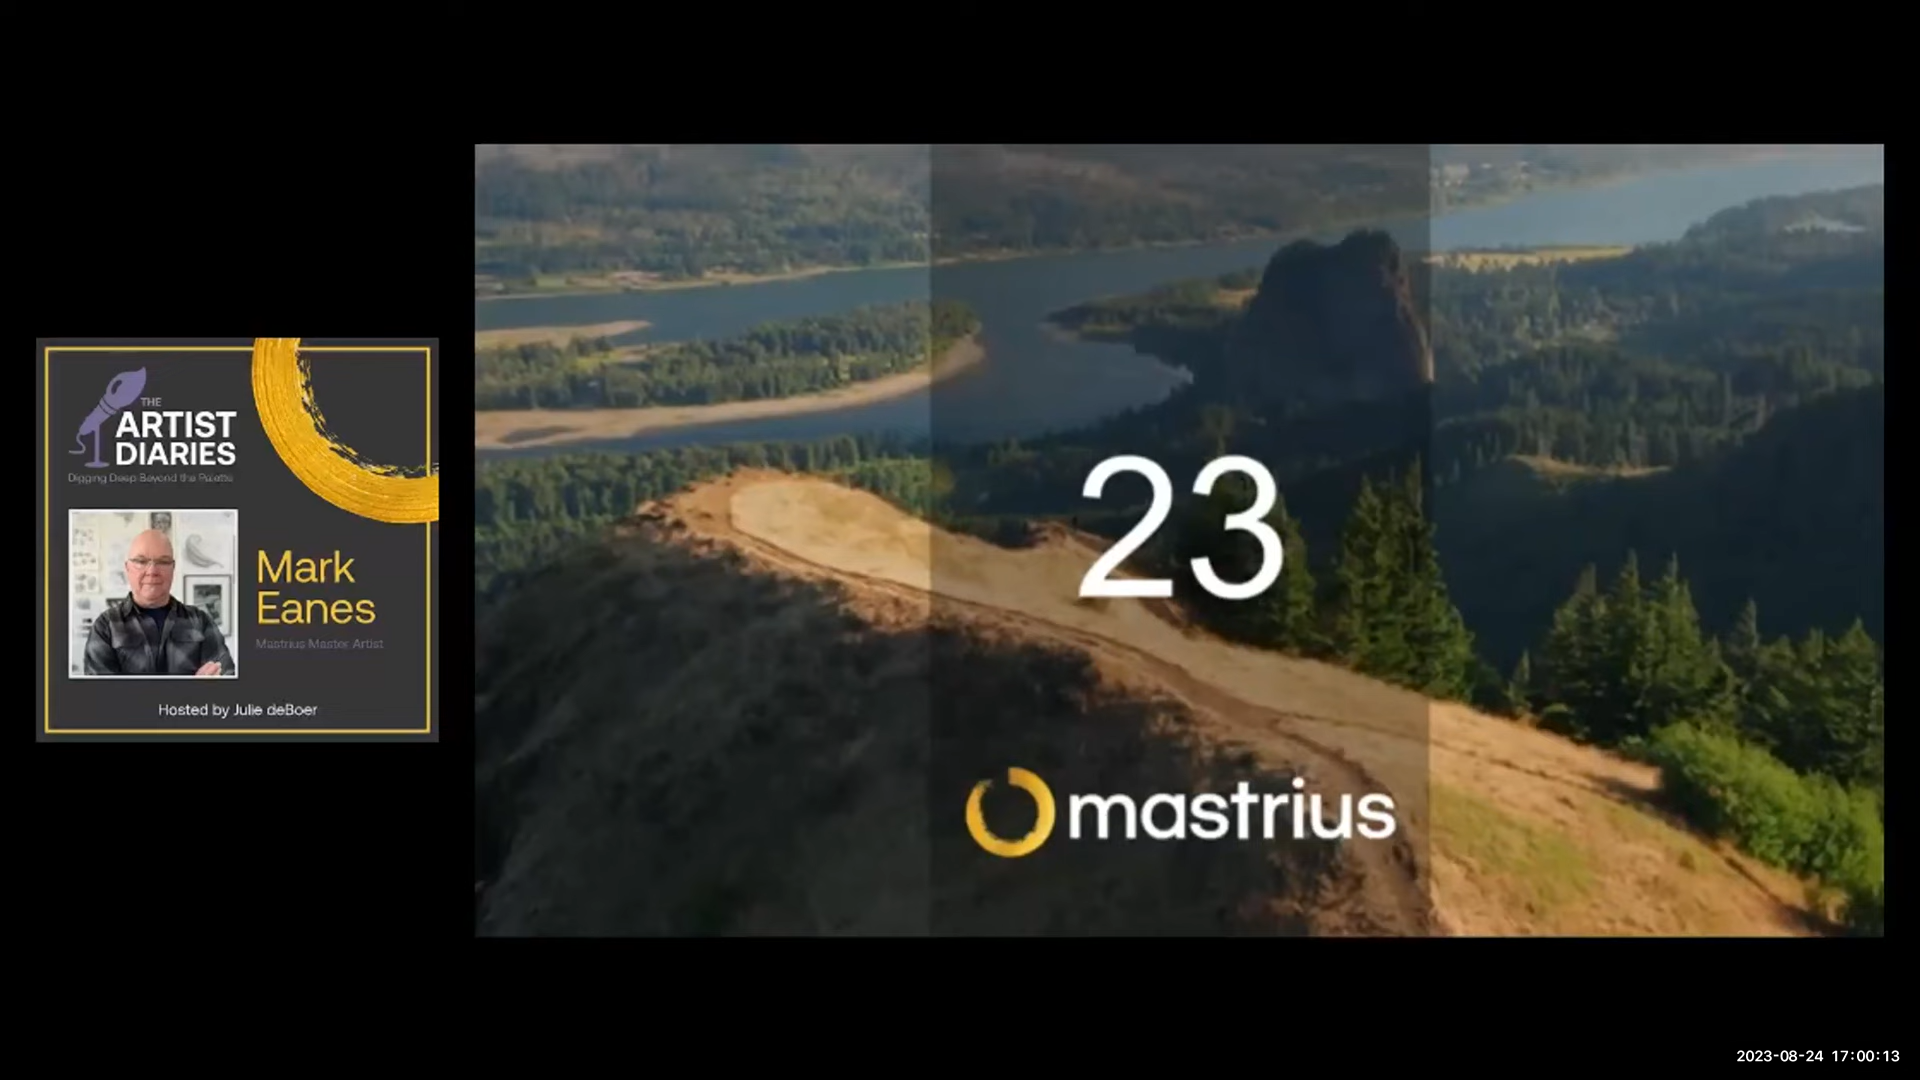 THE
ARTIST
DIARIES
Digging Deep Beyond the Palette
Mark
Eanes
Mastrius Master Artist
Hosted by Julie deBoer
23
mastrius
2023-08-24 17:00:13